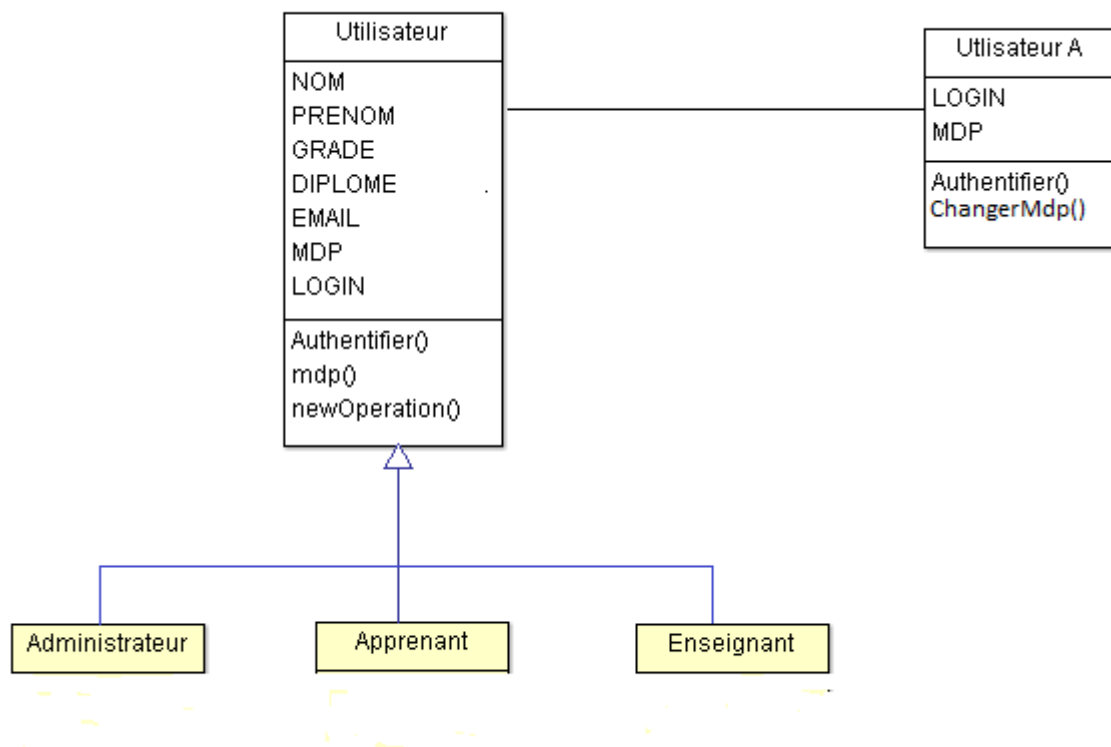 Utilisateur
NOM
PRENOM
GRADE
DIPLOME
EMAIL
MDP
LOGIN
Authentifier()
mdp()
newOperation()
Utlisateur A
LOGIN
MDP
Authentifier()
ChangerMdp()
Administrateur
Apprenant
Enseignant